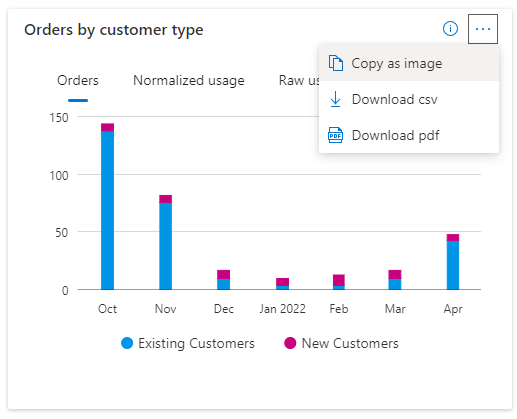 Orders by customer type
Copy as image
Download csv
Download pdf
Orders Normalized usage Raw us
150
100
50
0
Oct Nov Dec Jan 2022 Feb Mar Apr
Existing Customers New Customers